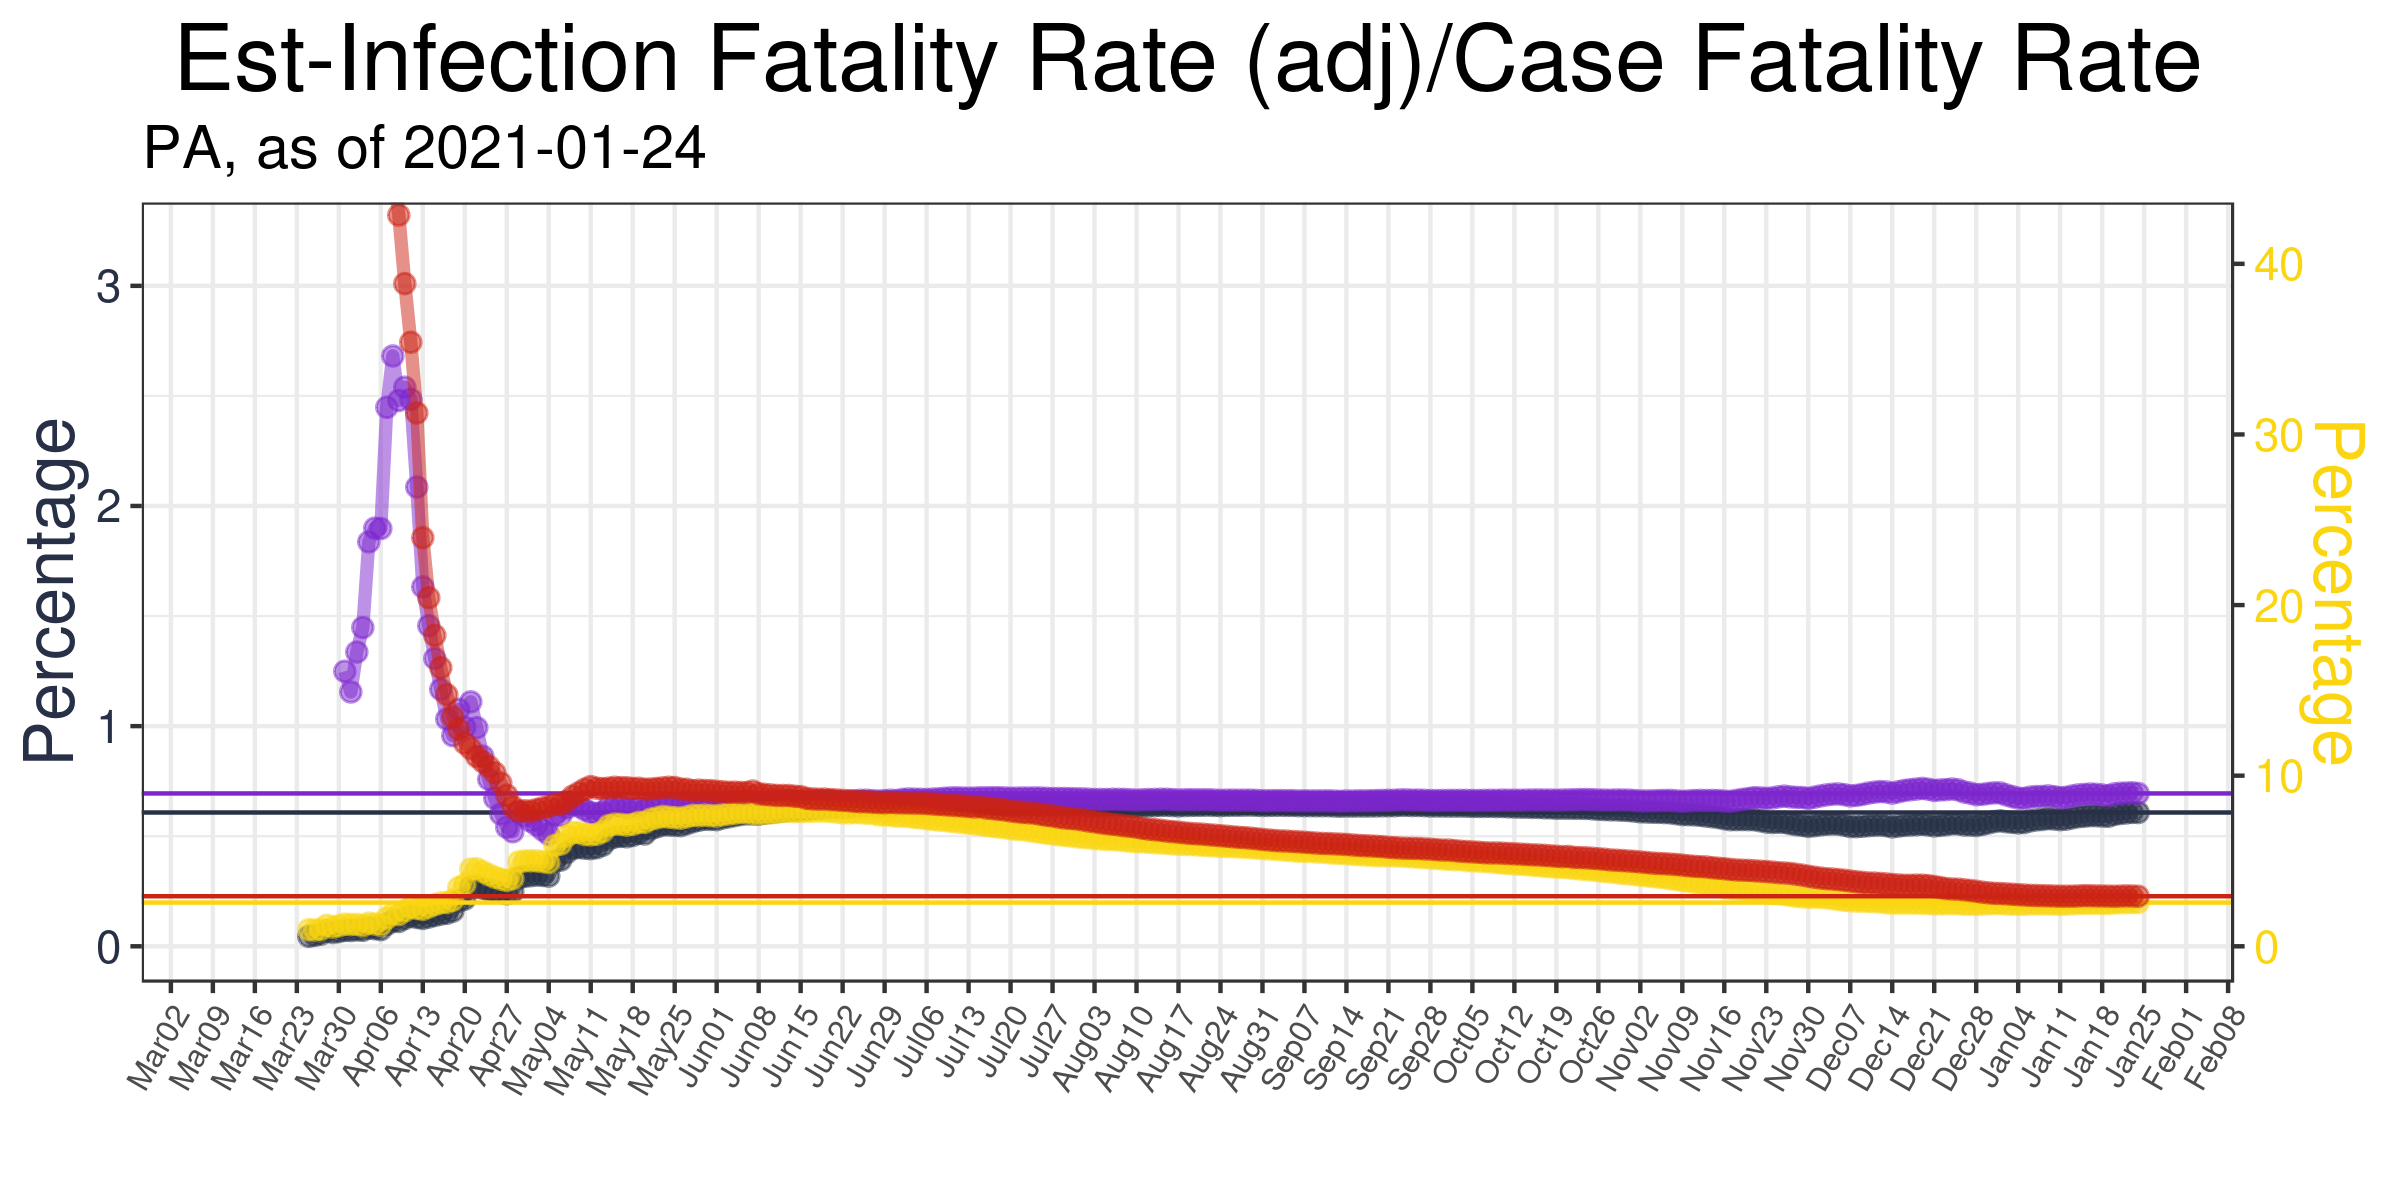 Est-Infection Fatality Rate (adj)/Case Fatality Rate
PA, as of 2021-01-24
Percentage
3
2
1
0
40
30
20
10
0
Percentage
Mar02
Mar09
Mar16
Mar23
Mar30
Apr06
Apr13
Apr20
Apr27
May04
May11
May18
May25
Jun01
Jun08
Jun15
Jun22
Jun29
Jul06
Jul13
Jul20
Jul27
Aug03
Aug10
Aug17
Aug24
Aug31
Sep07
Sep14
Sep21
Sep28
Oct05
Oct12
Oct19
Oct26
Nov02
Nov09
Nov16
Nov23
Nov30
Dec07
Dec14
Dec21
Dec28
Jan04
Jan11
Jan18
Jan25
Feb01
Feb08